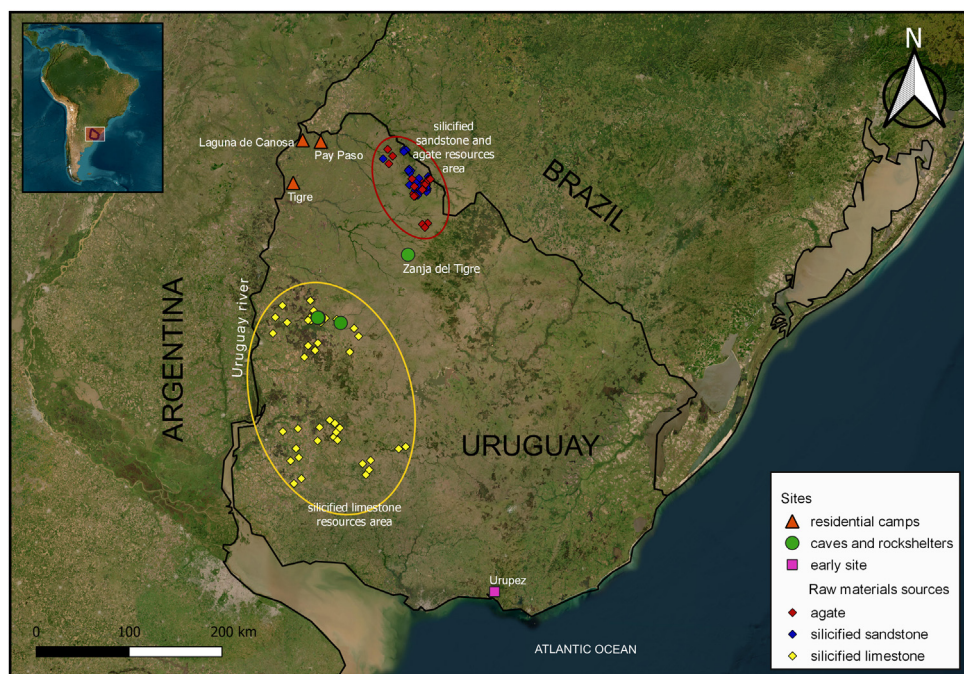 N
Laguna de Canosa
Pay Paso
silicified
sandstone and
agate resources
area
BRAZIL
Tigre
Zanja del Tigre
Uruguay river
ARGENTINA
URUGUAY
silicified limestone
resources area
Urupez
ATLANTIC OCEAN
0 100 200 km
Sites
residential camps
caves and rockshelters
early site
Raw materials sources
agate
silicified sandstone
silicified limestone